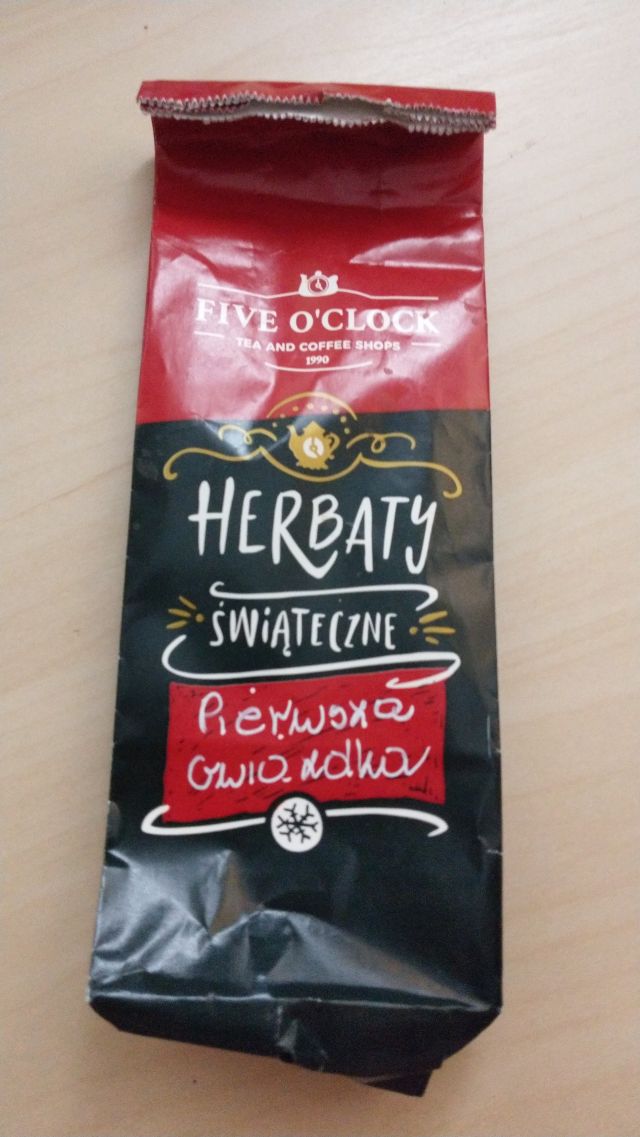 FIVE O'CLOCK
TEA AND COFFEE SHOPS
1990
HERBATY
ŚWIĄTECZNE
Pierwsza
Gwiazdka